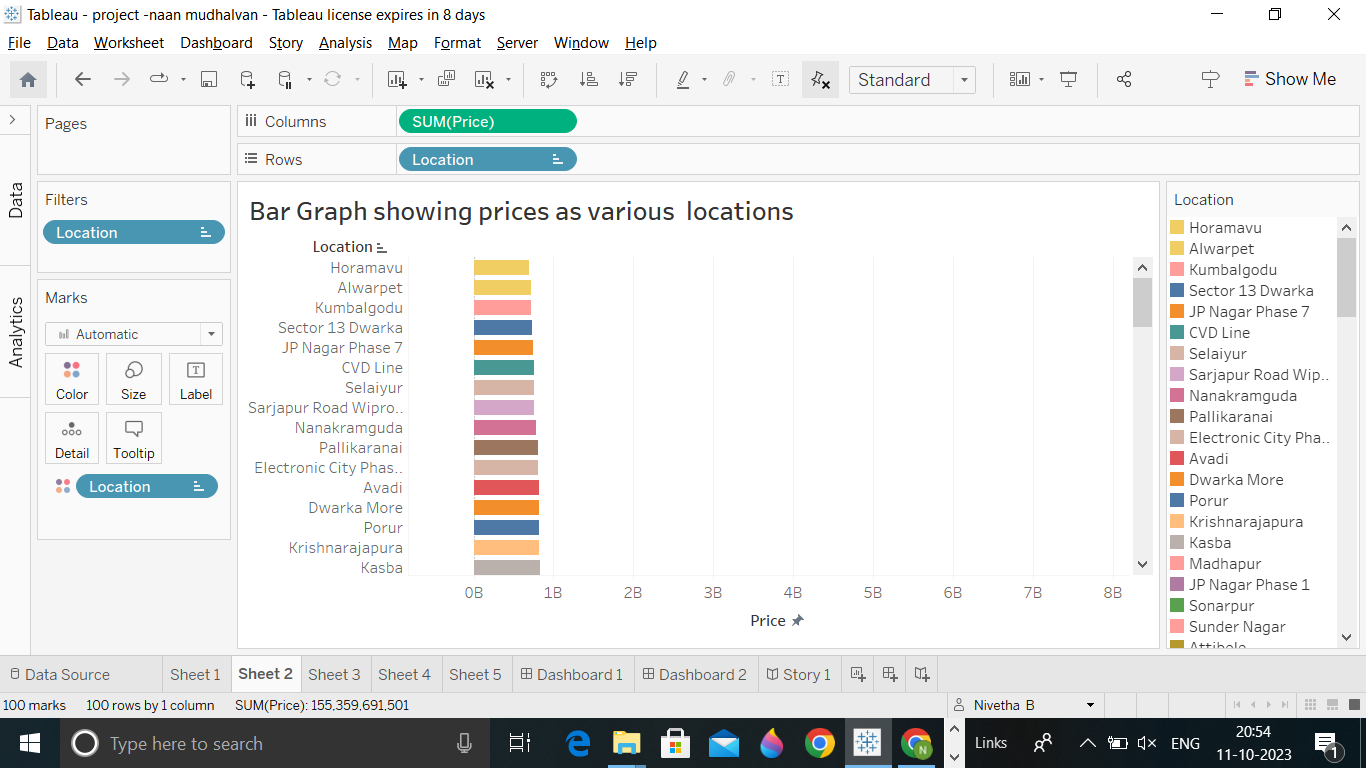 Tableau - project -naan mudhalvan - Tableau license expires in 8 days
File Data Worksheet Dashboard Story Analysis Map Format Server Window Help
Standard
Show Me
Data
Analytics
Pages
Filters
Location
Marks
Automatic
Color Size Label
Detail Tooltip
Location
Columns SUM(Price)
Rows Location
Bar Graph showing prices as various  locations
Location
Horamavu
Alwarpet
Kumbalgodu
Sector 13 Dwarka
JP Nagar Phase 7
CVD Line
Selaiyur
Sarjapur Road Wipro..
Nanakramguda
Pallikaranai
Electronic City Phas..
Avadi
Dwarka More
Porur
Krishnarajapura
Kasba
0B 1B 2B 3B 4B 5B 6B 7B 8B
Price
Location
Horamavu
Alwarpet
Kumbalgodu
Sector 13 Dwarka
JP Nagar Phase 7
CVD Line
Selaiyur
Sarjapur Road Wip..
Nanakramguda
Pallikaranai
Electronic City Pha..
Avadi
Dwarka More
Porur
Krishnarajapura
Kasba
Madhapur
JP Nagar Phase 1
Sonarpur
Sunder Nagar
Attibele
Data Source Sheet 1 Sheet 2 Sheet 3 Sheet 4 Sheet 5 Dashboard 1 Dashboard 2 Story 1
100 marks 100 rows by 1 column SUM(Price): 155,359,691,501 Nivetha B
Type here to search
N
Links
ENG
20:54
11-10-2023
1